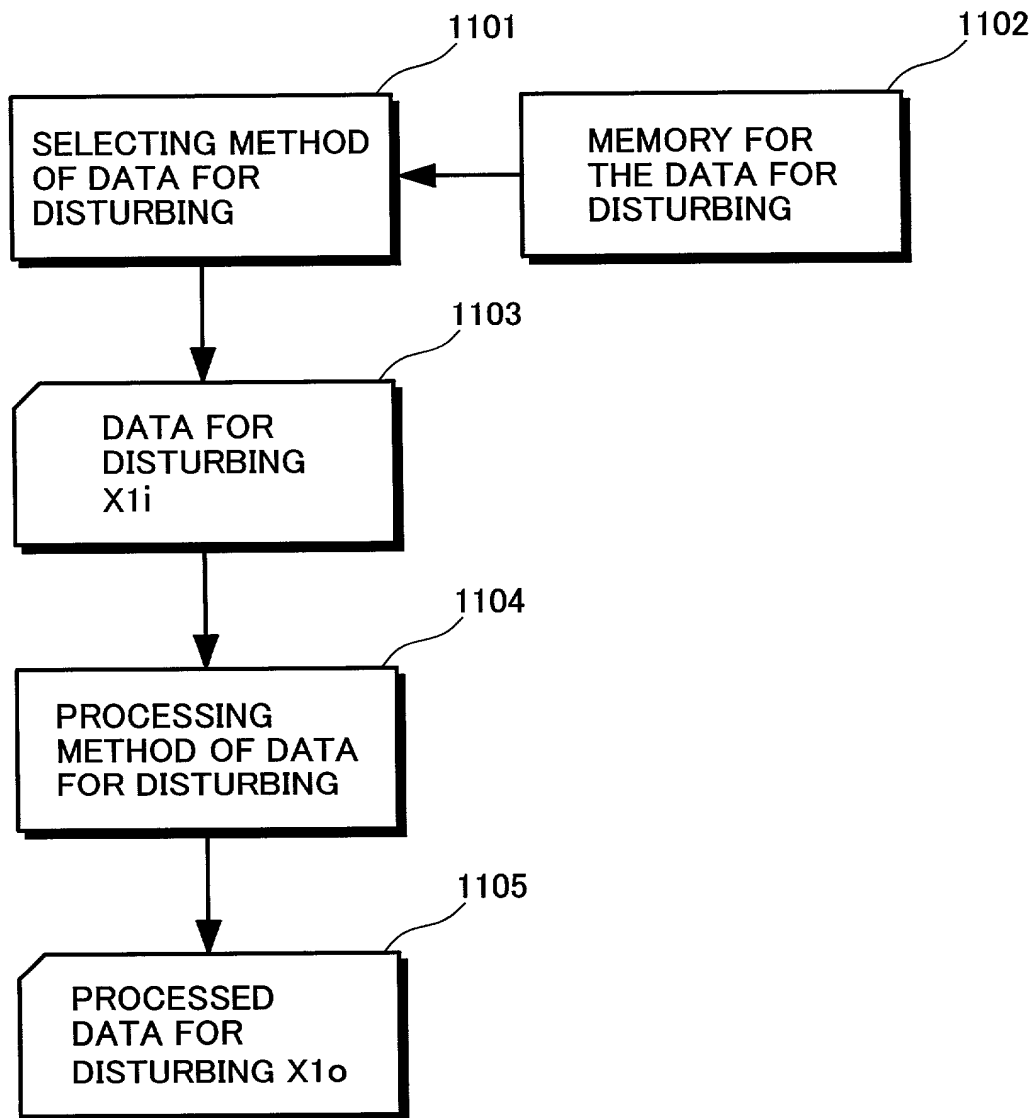 1101
1102
SELECTING METHOD
OF DATA FOR
DISTURBING
MEMORY FOR
THE DATA FOR
DISTURBING
1103
DATA FOR
DISTURBING
X1i
1104
PROCESSING
METHOD OF DATA
FOR DISTURBING
1105
PROCESSED
DATA FOR
DISTURBING X1o